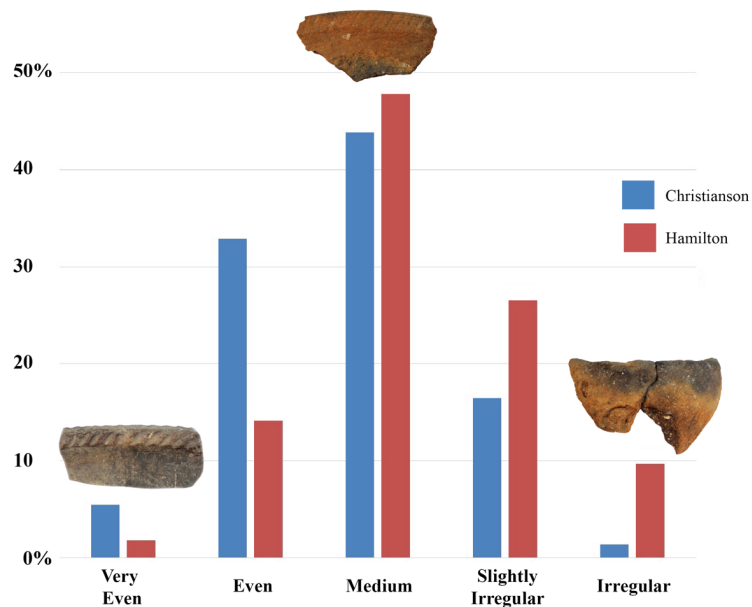 50%
40
30
20
10
0%
Christianson
Hamilton
Very
Even
Even
Medium
Slightly
Irregular
Irregular